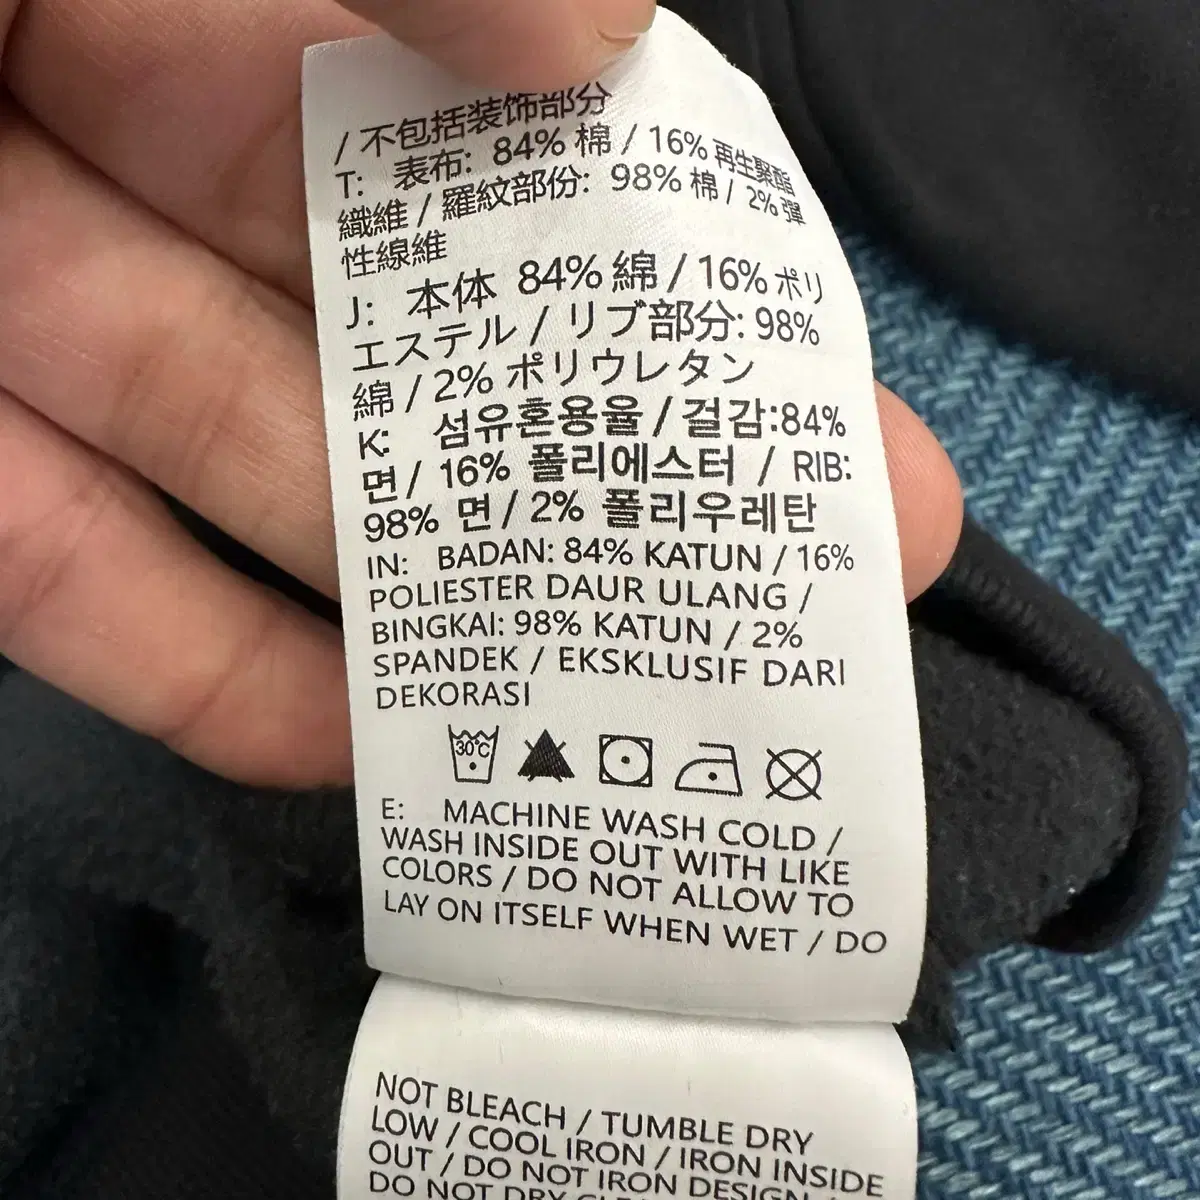 / 不包括装饰部分
T: 表布: 84% 棉 / 16% 再生聚酯
織維 / 羅紋部份: 98% 棉 / 2% 彈
性線維
J: 本体 84% 綿 / 16% ポリ
エステル / リブ部分: 98%
綿 / 2% ポリウレタン
K: 섬유혼용율 / 겉감:84%
면 / 16% 폴리에스터 / RIB:
98% 면 / 2% 폴리우레탄
IN: BADAN: 84% KATUN / 16%
POLIESTER DAUR ULANG /
BINGKAI: 98% KATUN / 2%
SPANDEK / EKSKLUSIF DARI
DEKORASI
30°C
E: MACHINE WASH COLD /
WASH INSIDE OUT WITH LIKE
COLORS / DO NOT ALLOW TO
LAY ON ITSELF WHEN WET / DO
NOT BLEACH / TUMBLE DRY
LOW / COOL IRON / IRON INSIDE
OUT / DO NOT IRON DESIGN /
DO NOT DRY